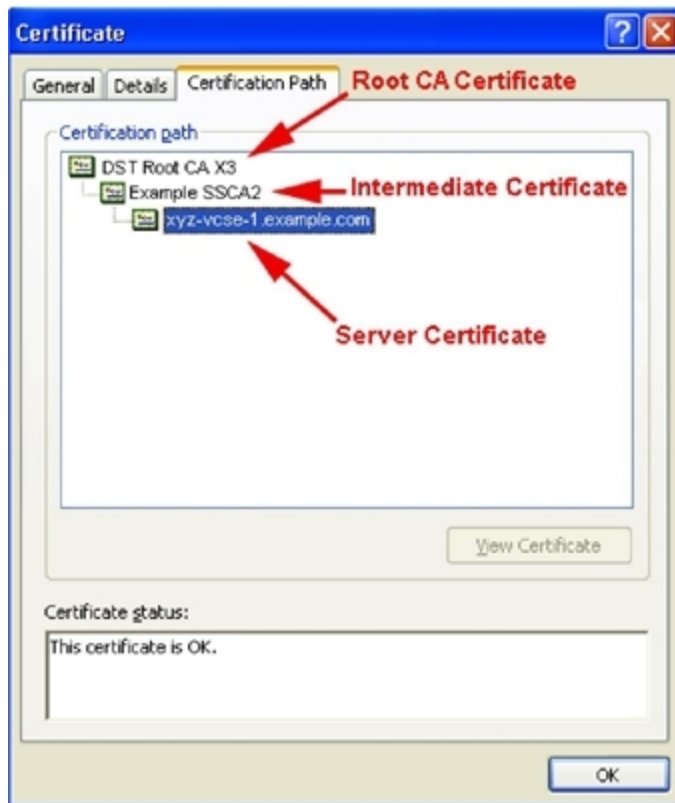 Certificate
General Details Certification Path
Root CA Certificate
Certification path
DST Root CA X3
Example SSCA2
Intermediate Certificate
xyz-vcse-1.example.com
Server Certificate
View Certificate
Certificate status:
This certificate is OK.
OK